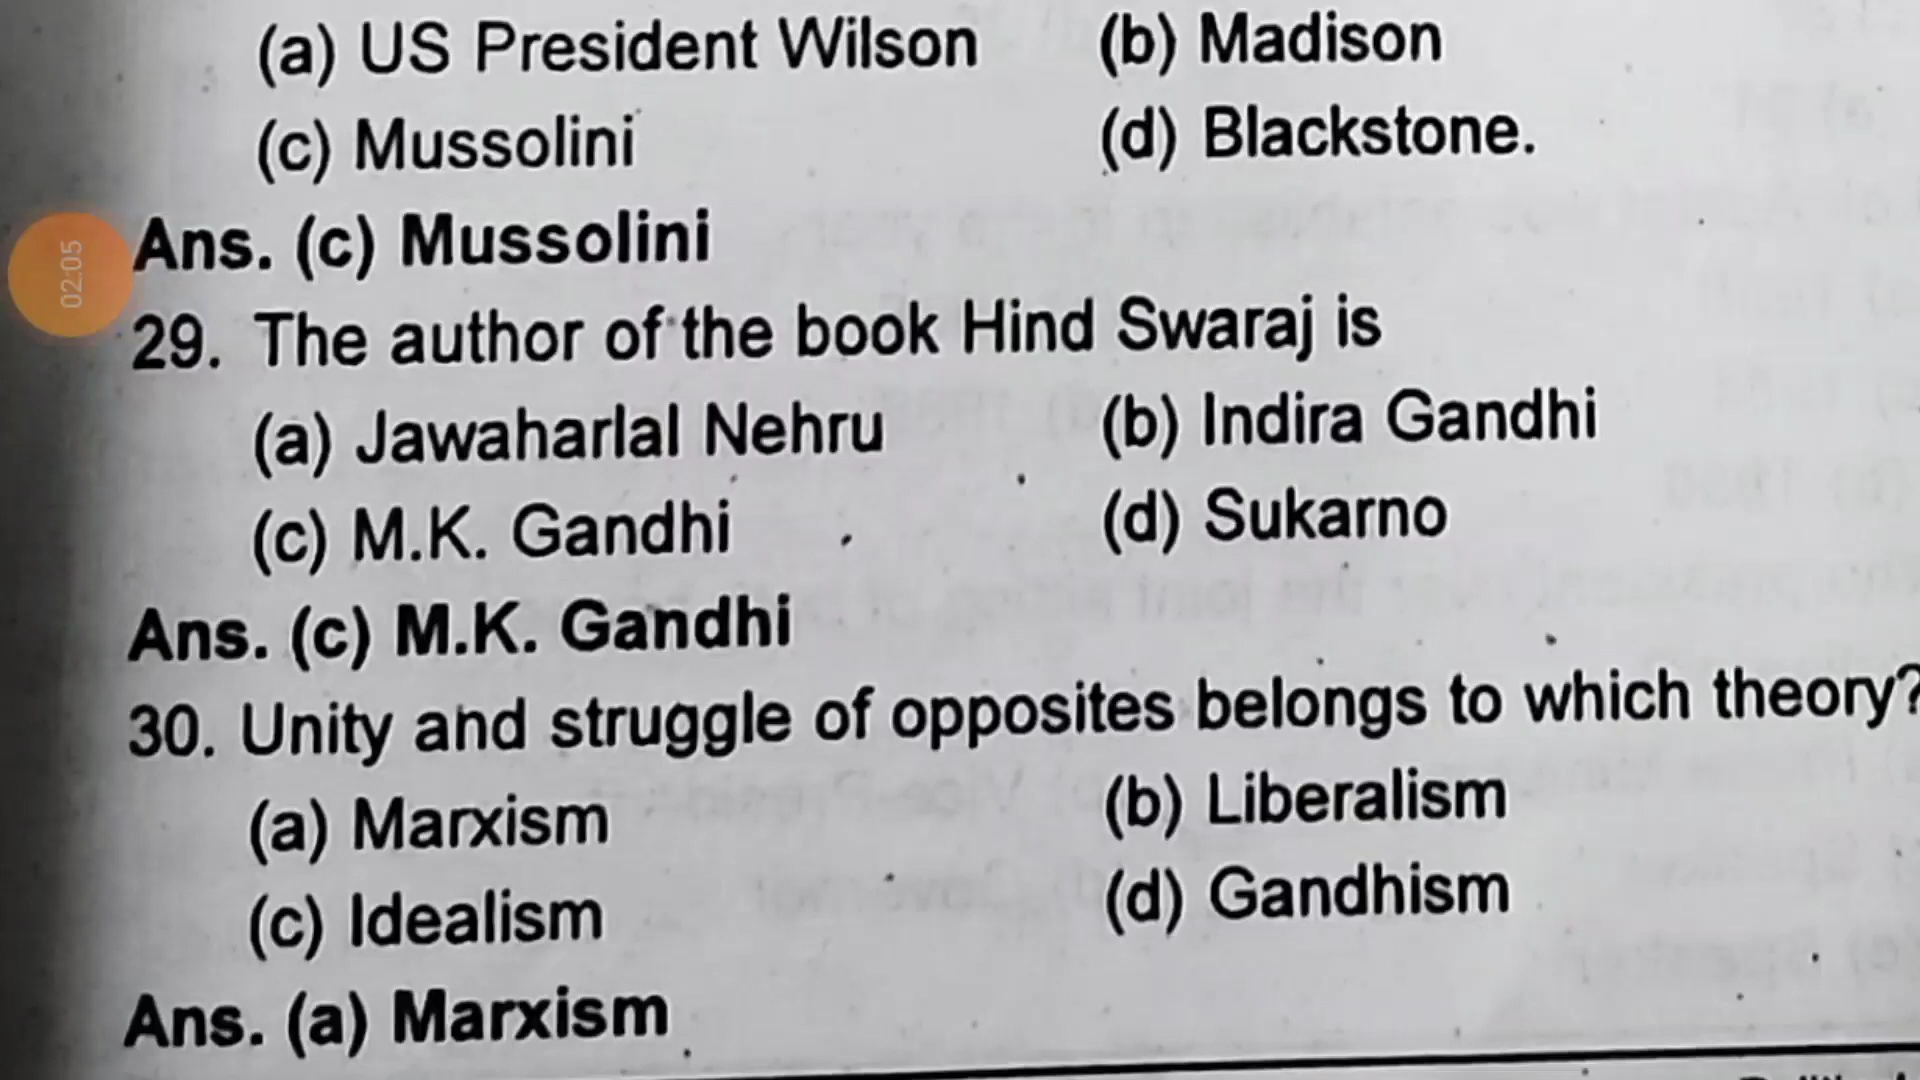 (a) US President Wilson (b) Madison
(c) Mussolini (d) Blackstone.
Ans. (c) Mussolini
02:05
29. The author of the book Hind Swaraj is
(a) Jawaharlal Nehru (b) Indira Gandhi
(c) M.K. Gandhi (d) Sukarno
Ans. (c) M.K. Gandhi
30. Unity and struggle of opposites belongs to which theory?
(a) Marxism (b) Liberalism
(c) Idealism (d) Gandhism
Ans. (a) Marxism